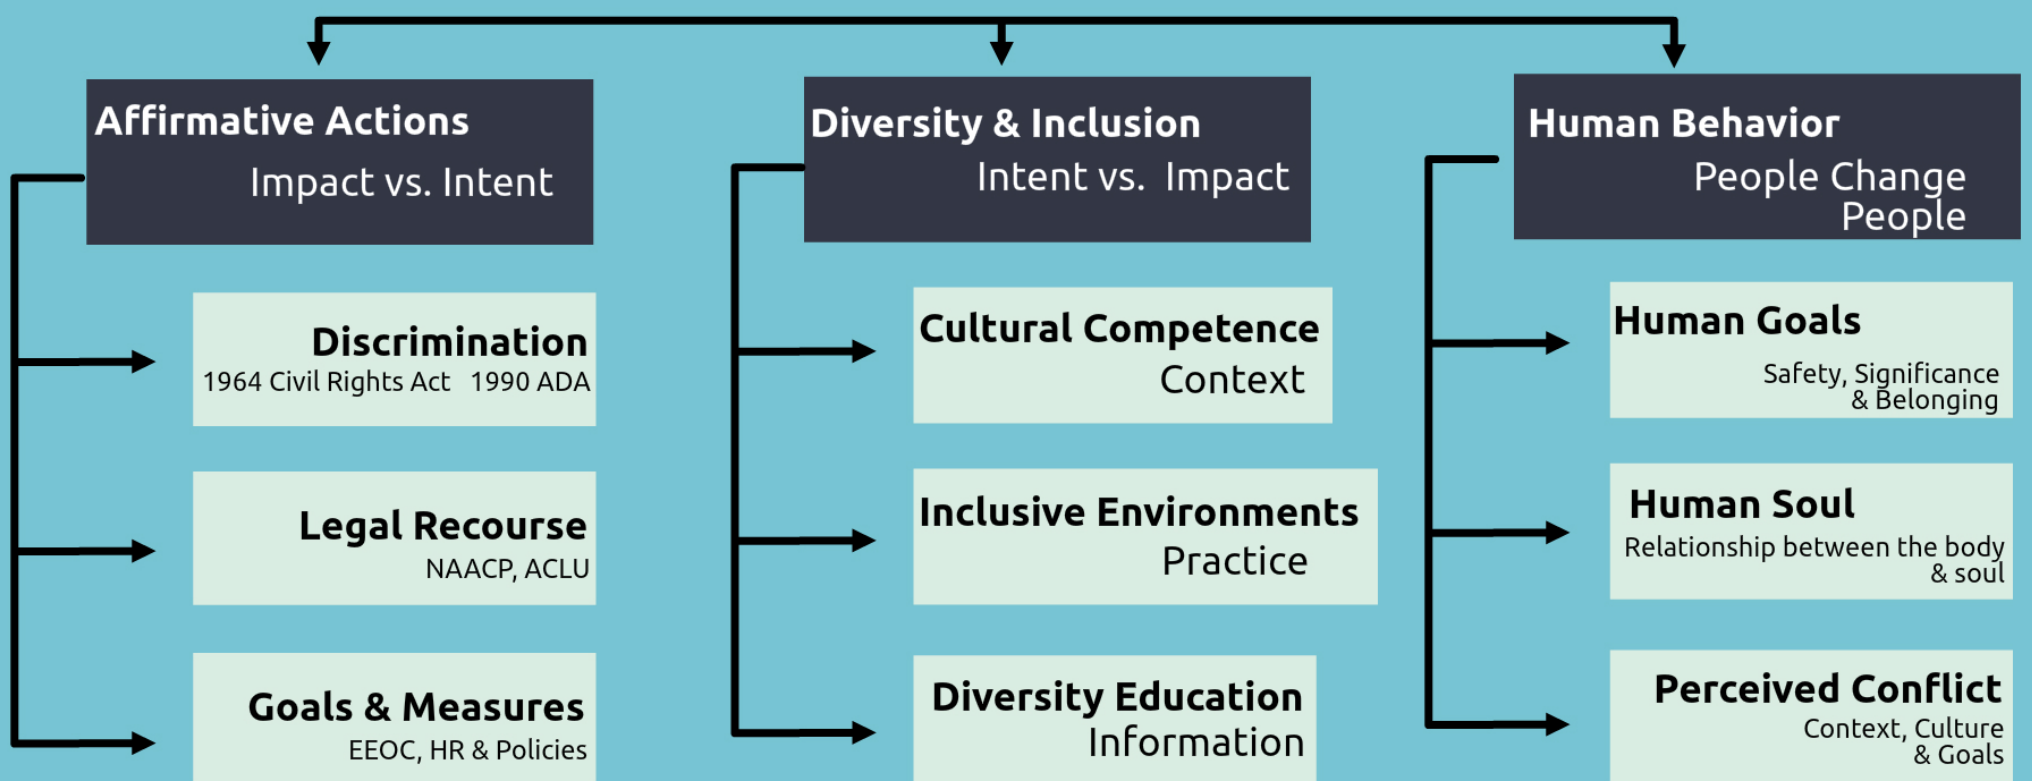 Affirmative Actions
Impact vs. Intent
Discrimination
1964 Civil Rights Act 1990 ADA
Legal Recourse
NAACP, ACLU
Goals & Measures
EEOC, HR & Policies
Diversity & Inclusion
Intent vs. Impact
Cultural Competence
Context
Inclusive Environments
Practice
Diversity Education
Information
Human Behavior
People Change
People
Human Goals
Safety, Significance
& Belonging
Human Soul
Relationship between the body
& soul
Perceived Conflict
Context, Culture
& Goals